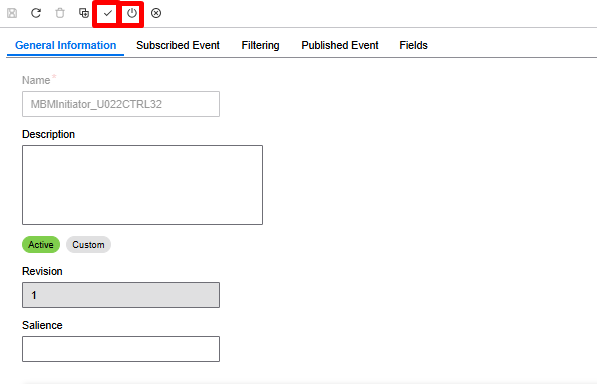 General Information Subscribed Event Filtering Published Event Fields
Name*
MBMInitiator_U022CTRL32
Description
Active Custom
Revision
1
Salience